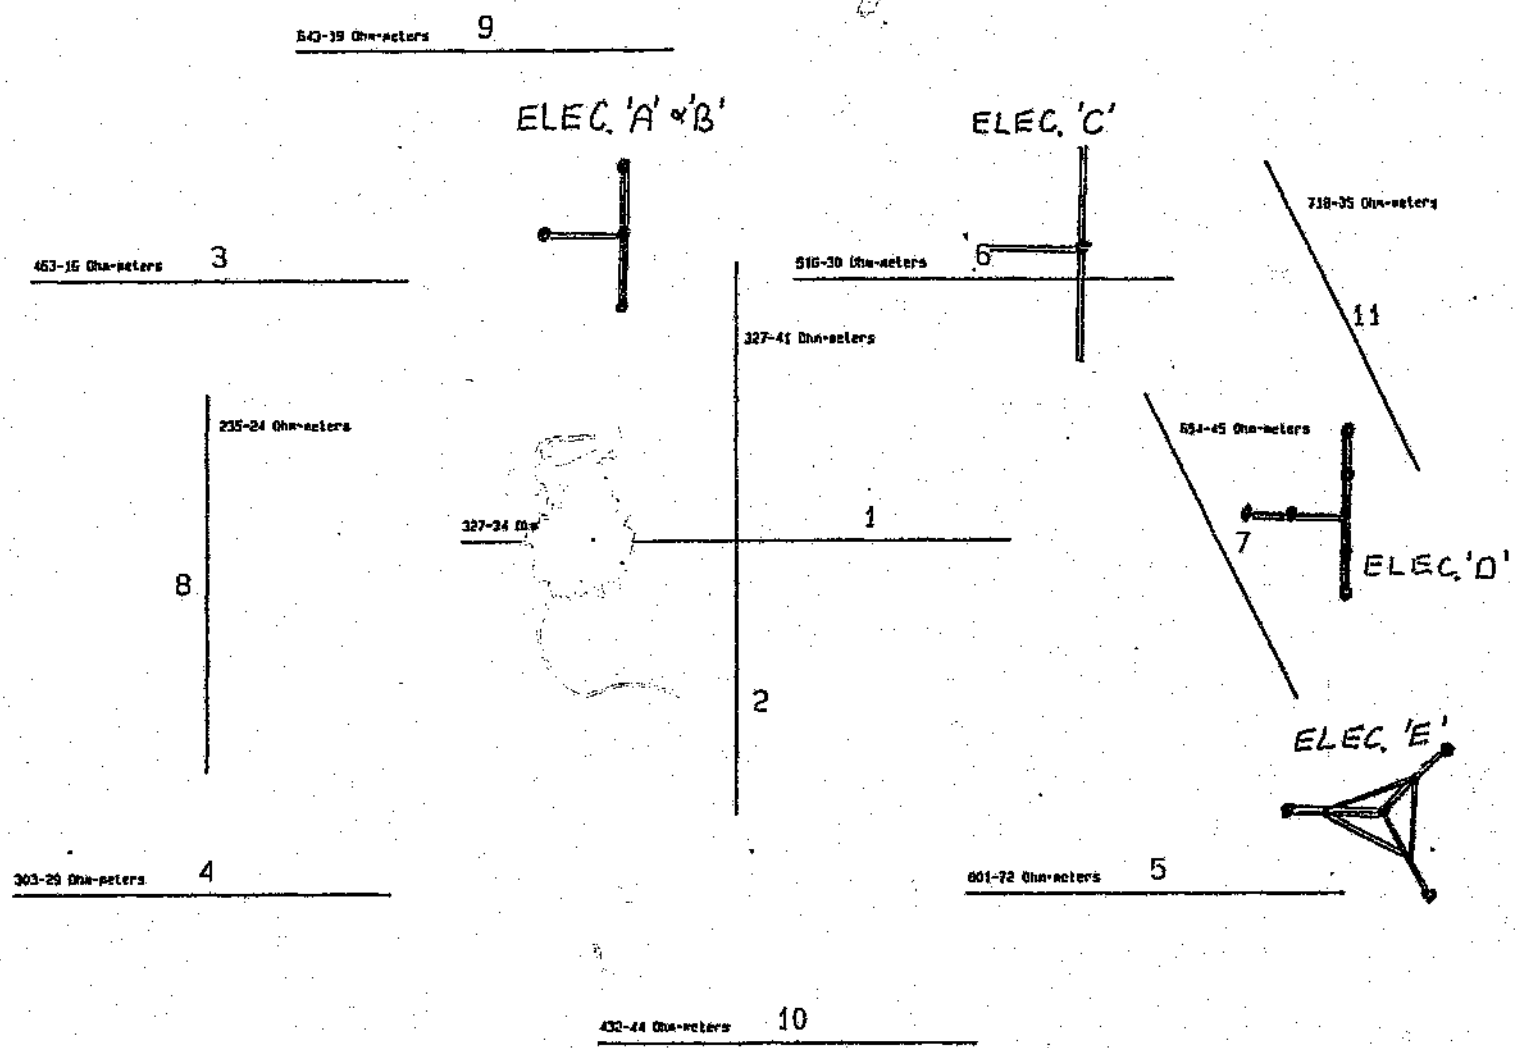 643-39 Ohm-meters 9
ELEC. 'A' & 'B'
ELEC. 'C'
718-35 Ohm-meters
463-16 Ohm-meters 3
516-30 Ohm-meters 6
11
327-41 Ohm-meters
235-24 Ohm-meters
654-45 Ohm-meters
327-34
1
7
ELEC. 'D'
8
2
ELEC. 'E'
303-29 Ohm-meters 4
601-72 Ohm-meters 5
432-44 Ohm-meters 10